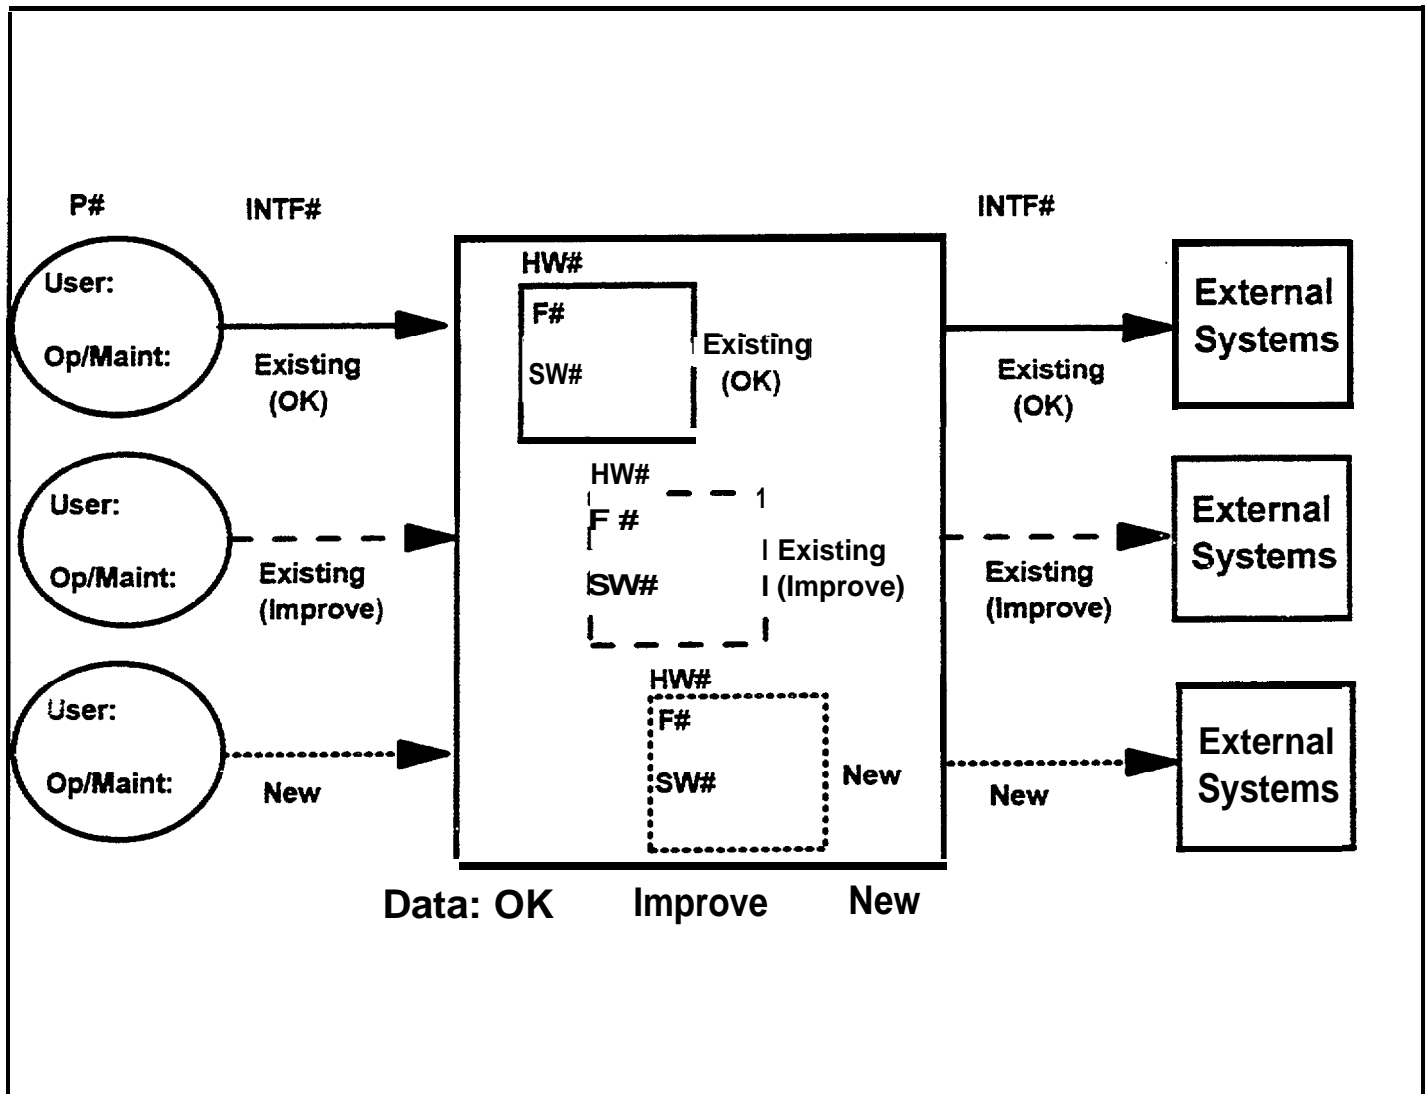 P#
INTF#
User:
Op/Maint:
Existing
(OK)
User:
Op/Maint:
Existing
(Improve)
User:
Op/Maint:
New
HW#
F#
SW#
Existing
(OK)
HW#
F #
SW#
Existing
(Improve)
HW#
F#
SW#
New
INTF#
Existing
(OK)
External
Systems
Existing
(Improve)
External
Systems
New
External
Systems
Data: OK Improve New